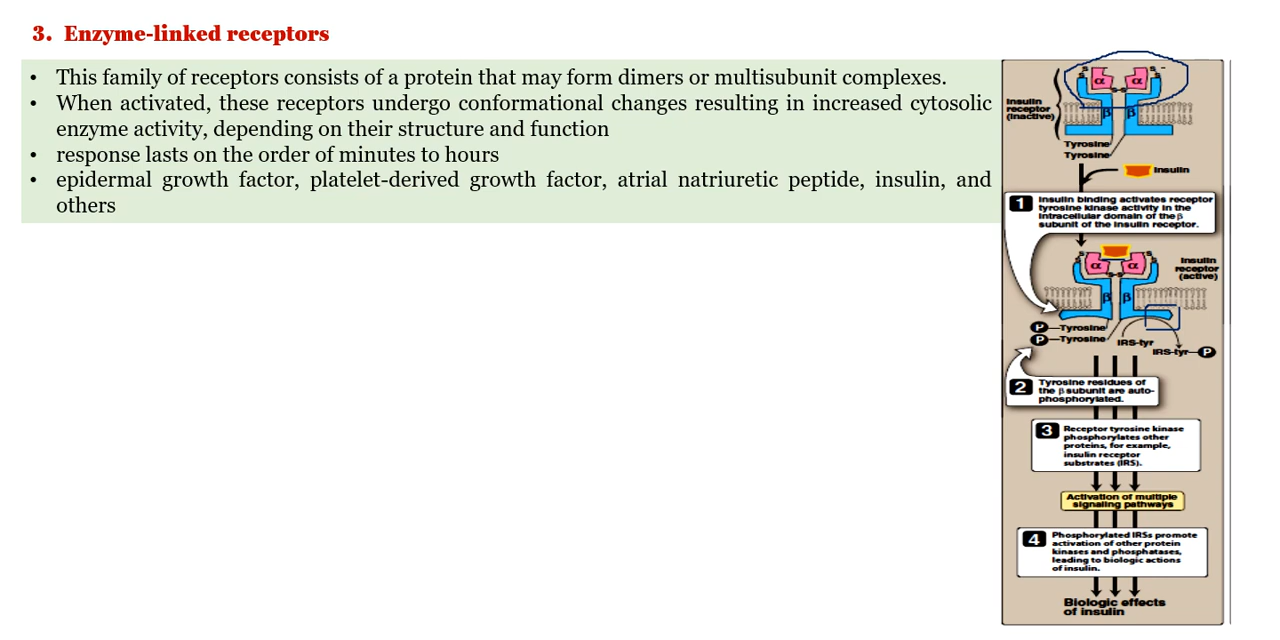 3. Enzyme-linked receptors
• This family of receptors consists of a protein that may form dimers or multisubunit complexes.
• When activated, these receptors undergo conformational changes resulting in increased cytosolic
enzyme activity, depending on their structure and function
• response lasts on the order of minutes to hours
• epidermal growth factor, platelet-derived growth factor, atrial natriuretic peptide, insulin, and
others
S S
α α
S-S
Insulin
receptor
(inactive)
β β
Tyrosine
Tyrosine
Insulin
1 Insulin binding activates receptor
tyrosine kinase activity in the
intracellular domain of the β
subunit of the insulin receptor.
S S
α α
S-S
Insulin
receptor
(active)
β β
P—Tyrosine
P—Tyrosine
IRS-tyr
IRS-tyr—P
2 Tyrosine residues of
the β subunit are auto-
phosphorylated.
3 Receptor tyrosine kinase
phosphorylates other
proteins, for example,
insulin receptor
substrates (IRS).
Activation of multiple
signaling pathways
4 Phosphorylated IRSs promote
activation of other protein
kinases and phosphatases,
leading to biologic actions
of insulin.
Biologic effects
of insulin